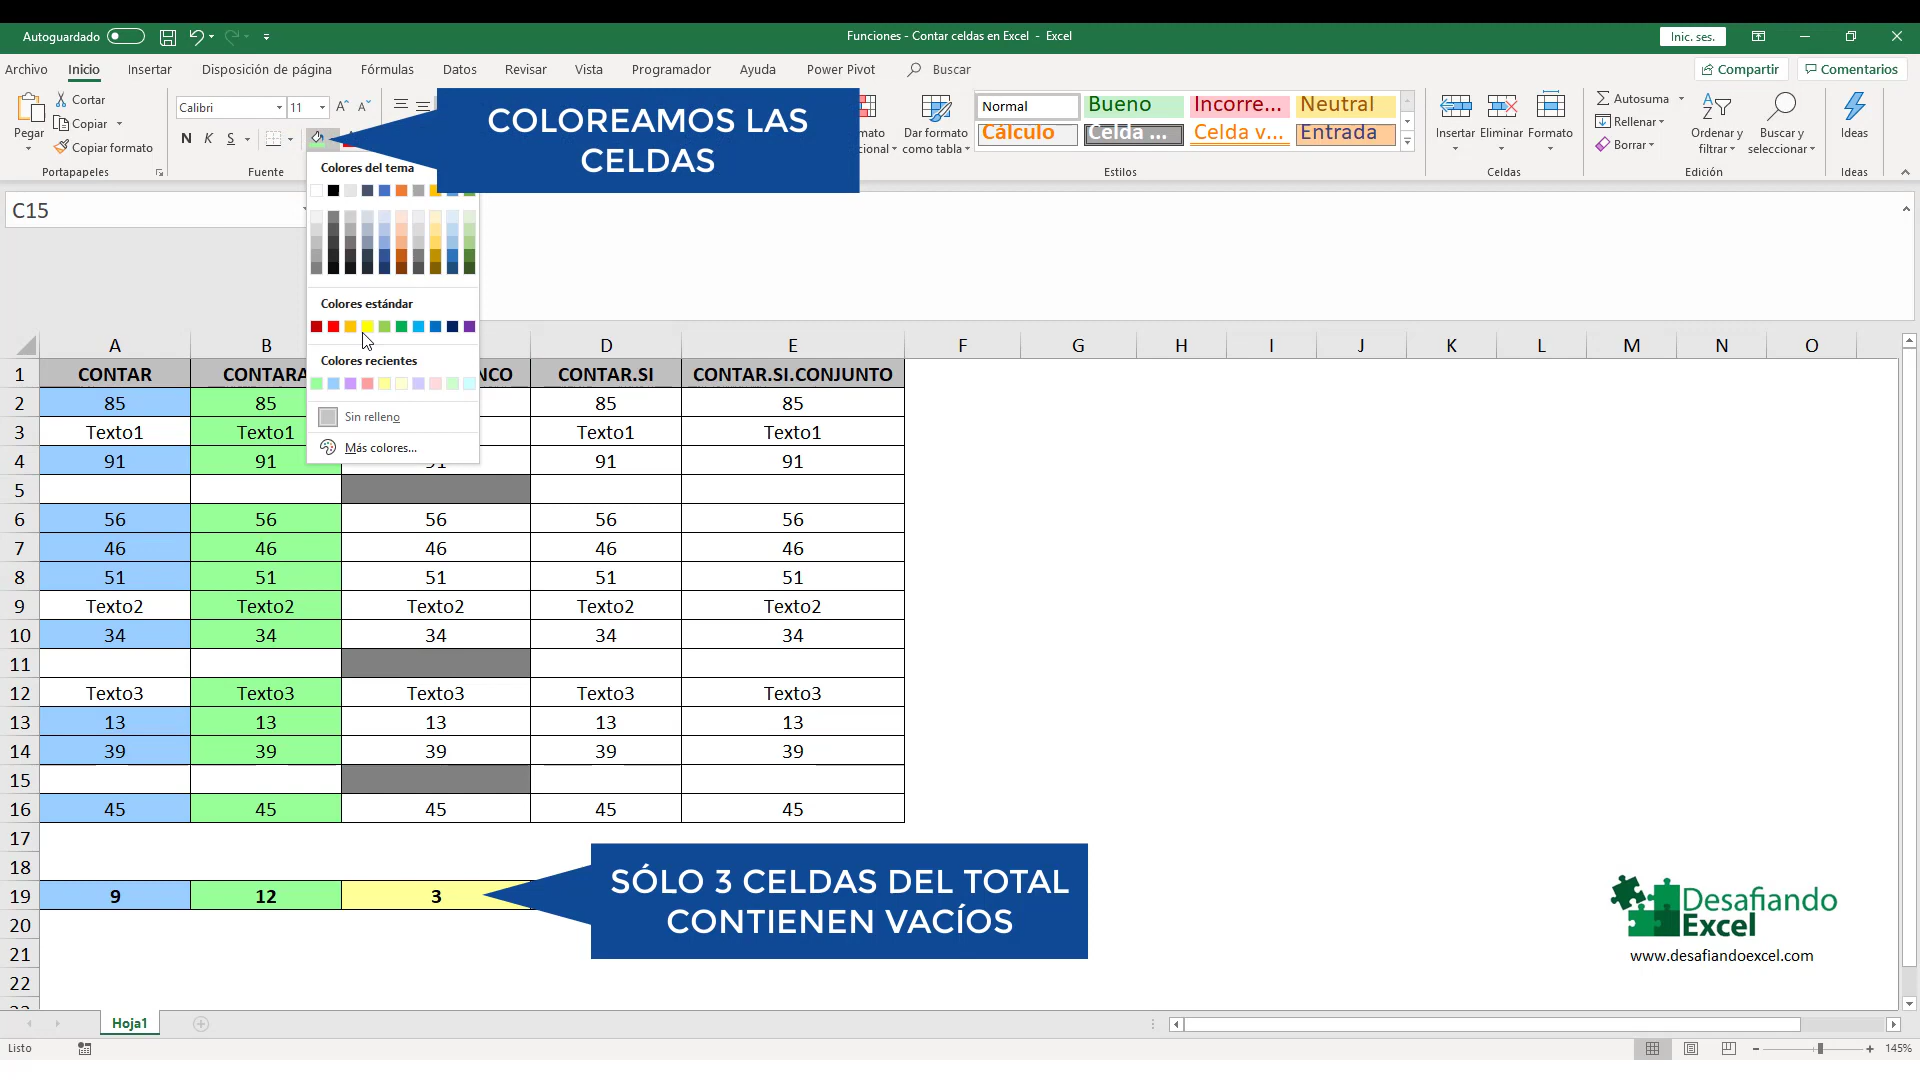 Autoguardado
Funciones - Contar celdas en Excel - Excel
Inic. ses.
Archivo Inicio Insertar Disposición de página Fórmulas Datos Revisar Vista Programador Ayuda Power Pivot Buscar
Compartir Comentarios
Pegar
Cortar
Copiar
Copiar formato
Portapapeles
Calibri 11
N K S
Fuente
COLOREAMOS LAS
CELDAS
Dar formato
como tabla
Normal Bueno Incorre... Neutral
Cálculo Celda ... Celda v... Entrada
Estilos
Insertar Eliminar Formato
Celdas
Autosuma
Rellenar
Borrar
Ordenar y
filtrar
Buscar y
seleccionar
Edición
Ideas
Ideas
C15
Colores del tema
Colores estándar
Colores recientes
Sin relleno
Más colores...
A B D E F G H I J K L M N O
1 CONTAR CONTARA NCO CONTAR.SI CONTAR.SI.CONJUNTO
2 85 85 85 85
3 Texto1 Texto1 Texto1 Texto1
4 91 91 91 91 91
5
6 56 56 56 56 56
7 46 46 46 46 46
8 51 51 51 51 51
9 Texto2 Texto2 Texto2 Texto2 Texto2
10 34 34 34 34 34
11
12 Texto3 Texto3 Texto3 Texto3 Texto3
13 13 13 13 13 13
14 39 39 39 39 39
15
16 45 45 45 45 45
17
18
19 9 12 3
20
21
22
SÓLO 3 CELDAS DEL TOTAL
CONTIENEN VACÍOS
Desafiando
Excel
www.desafiandoexcel.com
Hoja1
Listo
145%